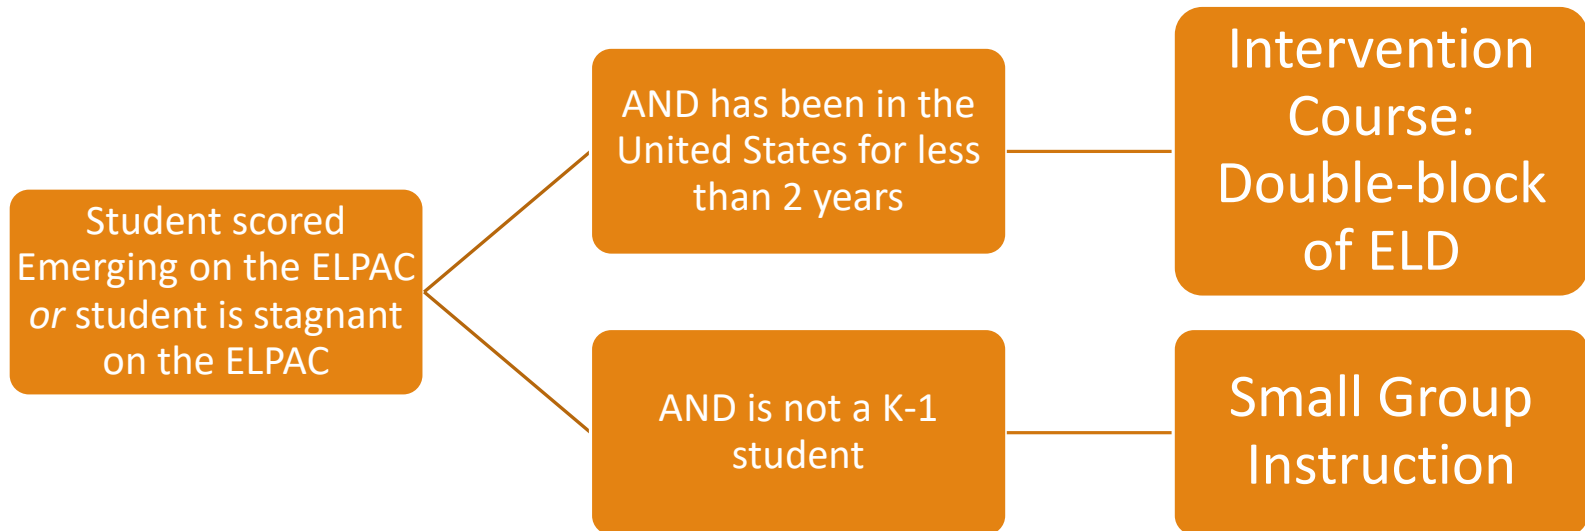 Student scored
Emerging on the ELPAC
or student is stagnant
on the ELPAC
AND has been in the
United States for less
than 2 years
Intervention
Course:
Double-block
of ELD
AND is not a K-1
student
Small Group
Instruction